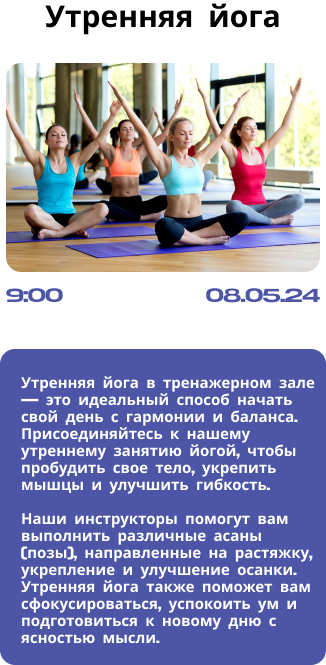 Утренняя йога
9:00
08.05.24
Утренняя йога в тренажерном зале
— это идеальный способ начать
свой день с гармонии и баланса.
Присоединяйтесь к нашему
утреннему занятию йогой, чтобы
пробудить свое тело, укрепить
мышцы и улучшить гибкость.
Наши инструкторы помогут вам
выполнить различные асаны
(позы), направленные на растяжку,
укрепление и улучшение осанки.
Утренняя йога также поможет вам
сфокусироваться, успокоить ум и
подготовиться к новому дню с
ясностью мысли.